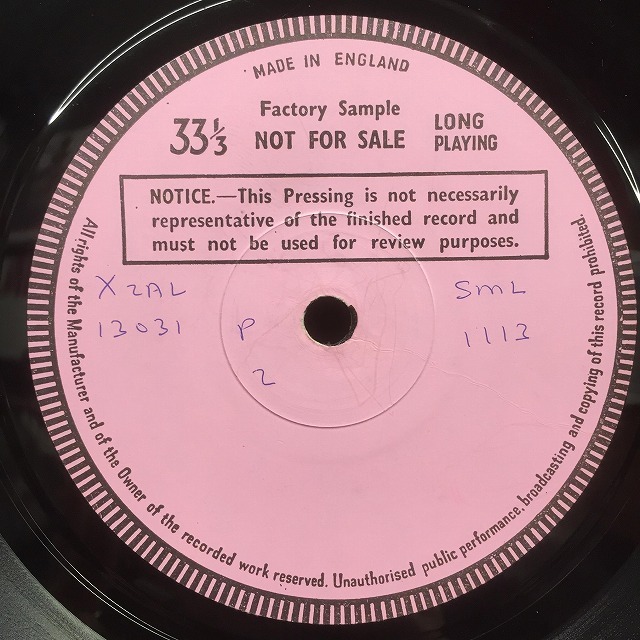 MADE IN ENGLAND
Factory Sample
33⅓ NOT FOR SALE LONG PLAYING
NOTICE.—This Pressing is not necessarily
representative of the finished record and
must not be used for review purposes.
X ZAL SML
13031 P 1113
2
All rights of the Manufacturer and of the Owner of the recorded work reserved. Unauthorised public performance, broadcasting and copying of this record prohibited.